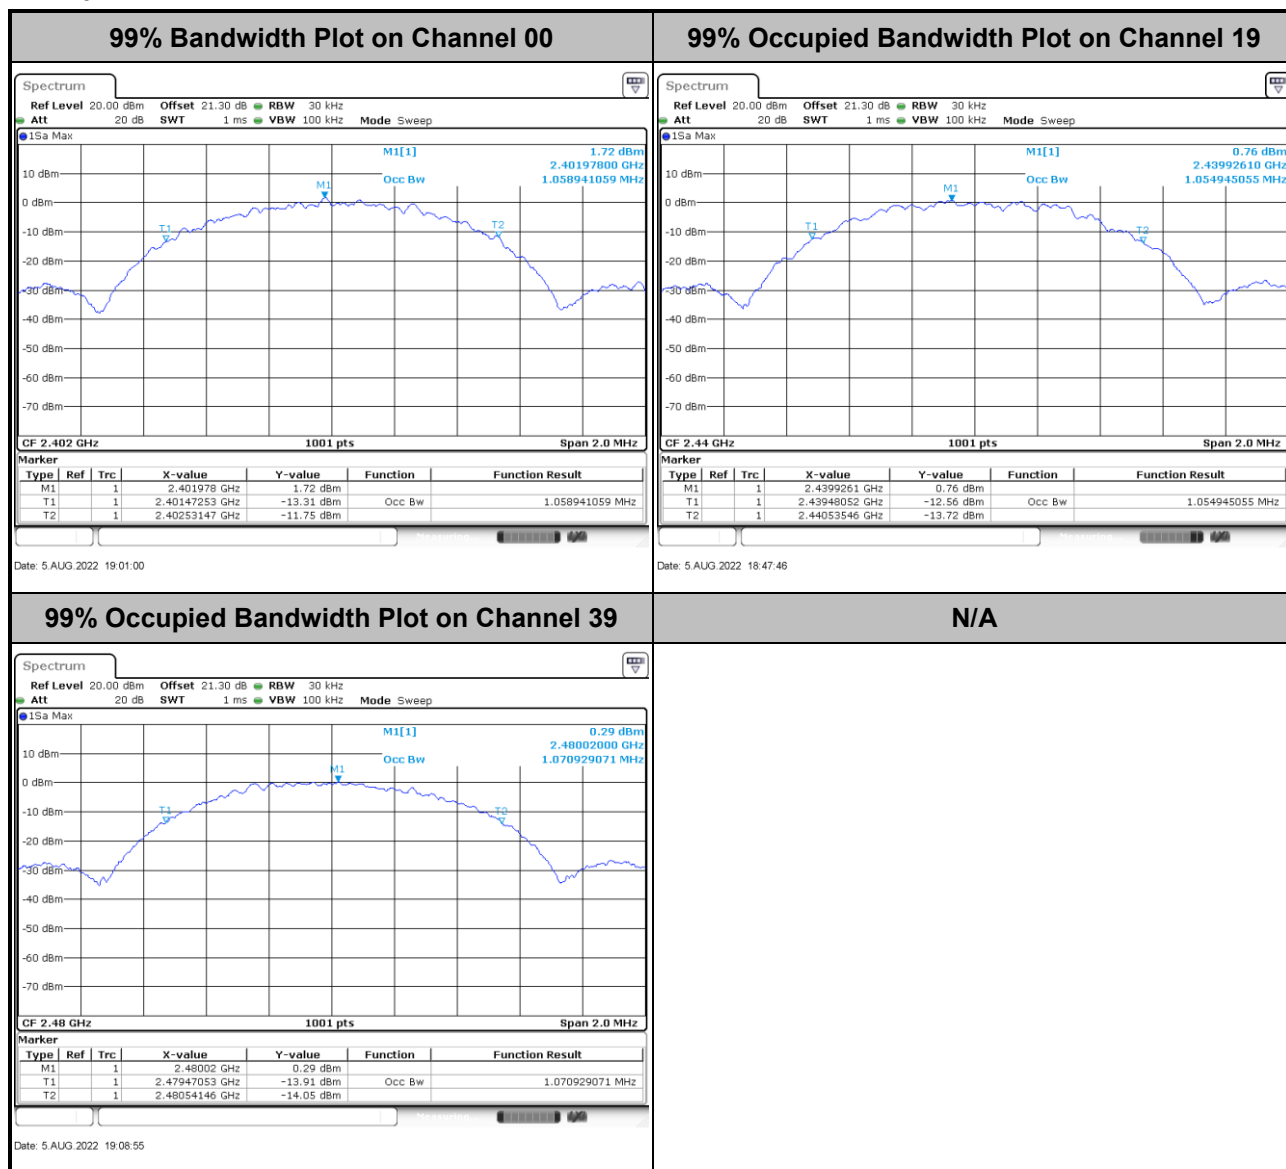 99% Bandwidth Plot on Channel 00
Spectrum
Ref Level 20.00 dBm Offset 21.30 dB RBW 30 kHz
Att 20 dB SWT 1 ms VBW 100 kHz Mode Sweep
1Sa Max
M1[1] 1.72 dBm
2.40197800 GHz
Occ Bw 1.058941059 MHz
10 dBm
M1
0 dBm
T1
T2
-10 dBm
-20 dBm
-30 dBm
-40 dBm
-50 dBm
-60 dBm
-70 dBm
CF 2.402 GHz 1001 pts Span 2.0 MHz
Marker
Type Ref Trc X-value Y-value Function Function Result
M1 1 2.401978 GHz 1.72 dBm
T1 1 2.40147253 GHz -13.31 dBm Occ Bw 1.058941059 MHz
T2 1 2.40253147 GHz -11.75 dBm
Measuring
Date: 5.AUG.2022 19:01:00
99% Occupied Bandwidth Plot on Channel 19
Spectrum
Ref Level 20.00 dBm Offset 21.30 dB RBW 30 kHz
Att 20 dB SWT 1 ms VBW 100 kHz Mode Sweep
1Sa Max
M1[1] 0.76 dBm
2.43992610 GHz
Occ Bw 1.054945055 MHz
10 dBm
M1
0 dBm
T1
T2
-10 dBm
-20 dBm
-30 dBm
-40 dBm
-50 dBm
-60 dBm
-70 dBm
CF 2.44 GHz 1001 pts Span 2.0 MHz
Marker
Type Ref Trc X-value Y-value Function Function Result
M1 1 2.4399261 GHz 0.76 dBm
T1 1 2.43948052 GHz -12.56 dBm Occ Bw 1.054945055 MHz
T2 1 2.44053546 GHz -13.72 dBm
Measuring
Date: 5.AUG.2022 18:47:46
99% Occupied Bandwidth Plot on Channel 39
Spectrum
Ref Level 20.00 dBm Offset 21.30 dB RBW 30 kHz
Att 20 dB SWT 1 ms VBW 100 kHz Mode Sweep
1Sa Max
M1[1] 0.29 dBm
2.48002000 GHz
Occ Bw 1.070929071 MHz
10 dBm
M1
0 dBm
T1
T2
-10 dBm
-20 dBm
-30 dBm
-40 dBm
-50 dBm
-60 dBm
-70 dBm
CF 2.48 GHz 1001 pts Span 2.0 MHz
Marker
Type Ref Trc X-value Y-value Function Function Result
M1 1 2.48002 GHz 0.29 dBm
T1 1 2.47947053 GHz -13.91 dBm Occ Bw 1.070929071 MHz
T2 1 2.48054146 GHz -14.05 dBm
Measuring
Date: 5.AUG.2022 19:08:55
N/A